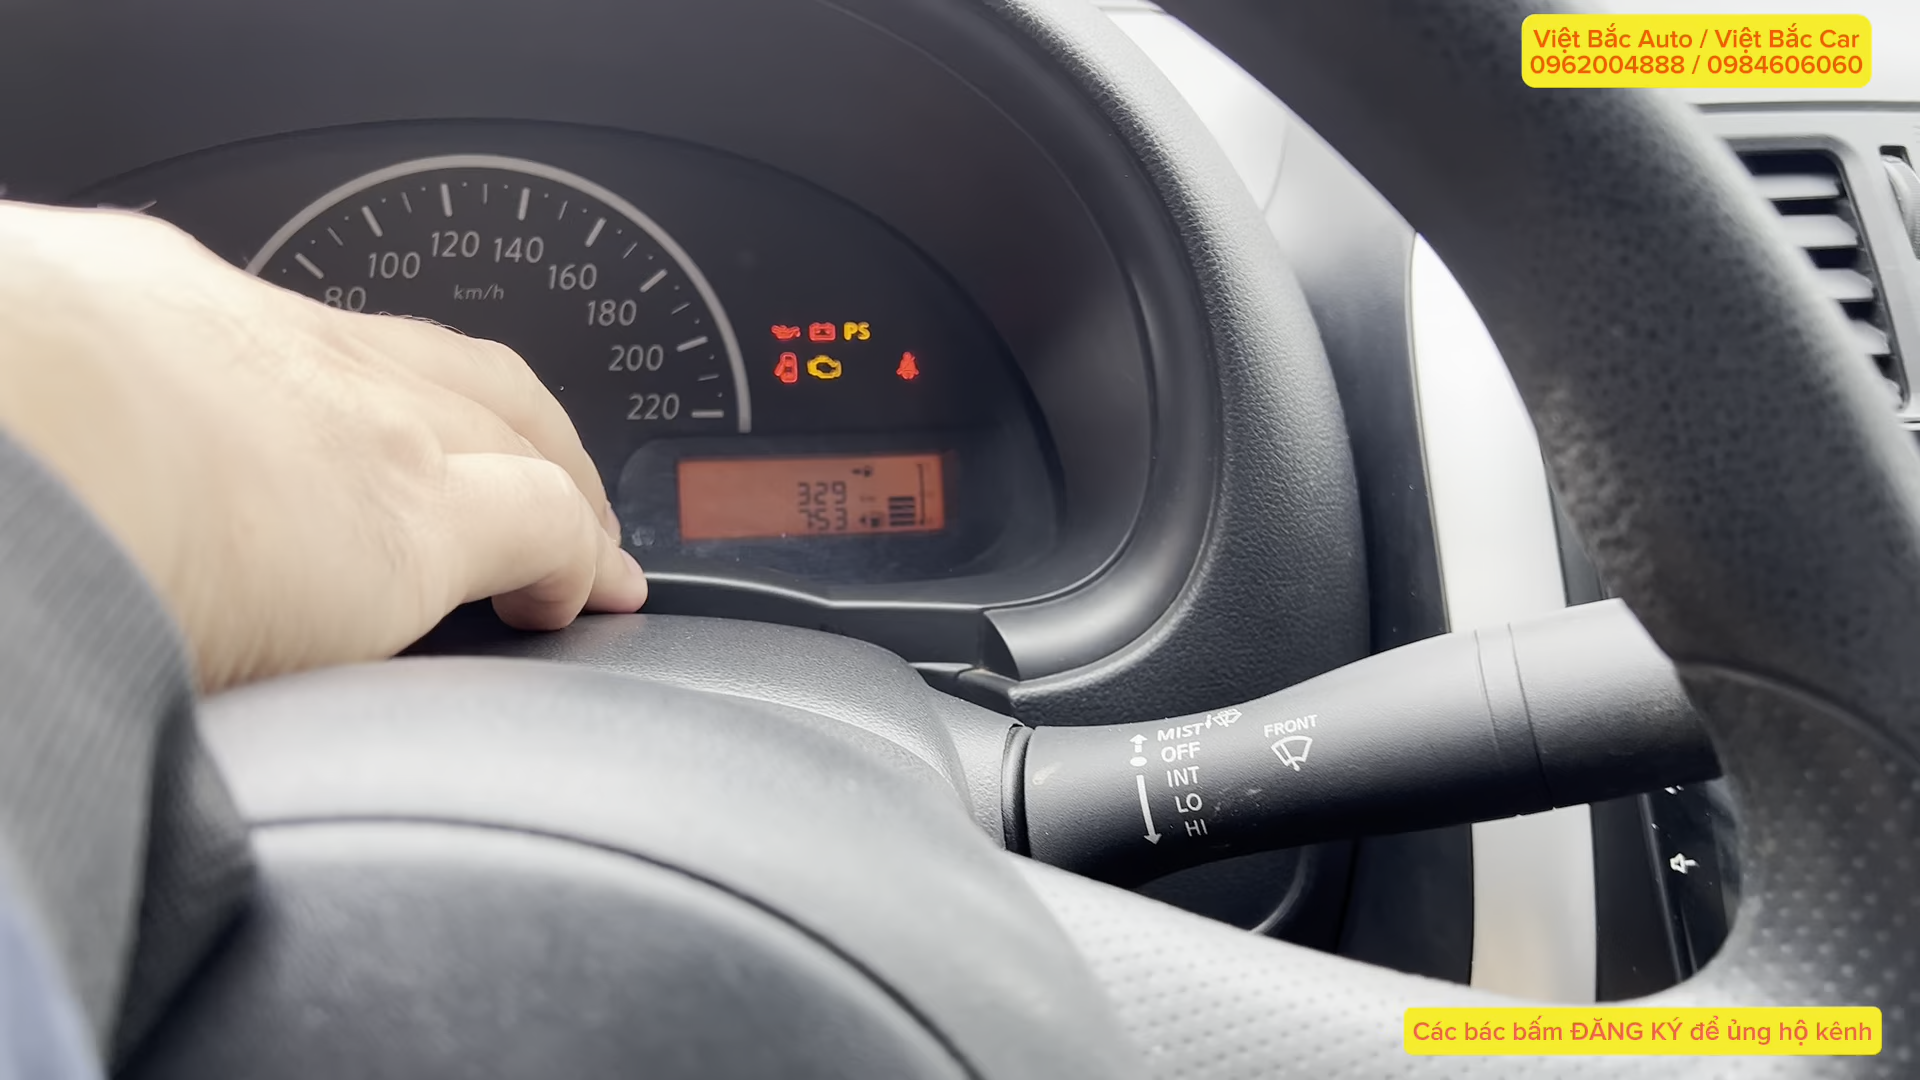 Việt Bắc Auto / Việt Bắc Car
0962004888 / 0984606060
80
100
120
140
160
180
200
220
km/h
PS
329
753
MIST
OFF
INT
LO
HI
FRONT
Các bác bấm ĐĂNG KÝ để ủng hộ kênh